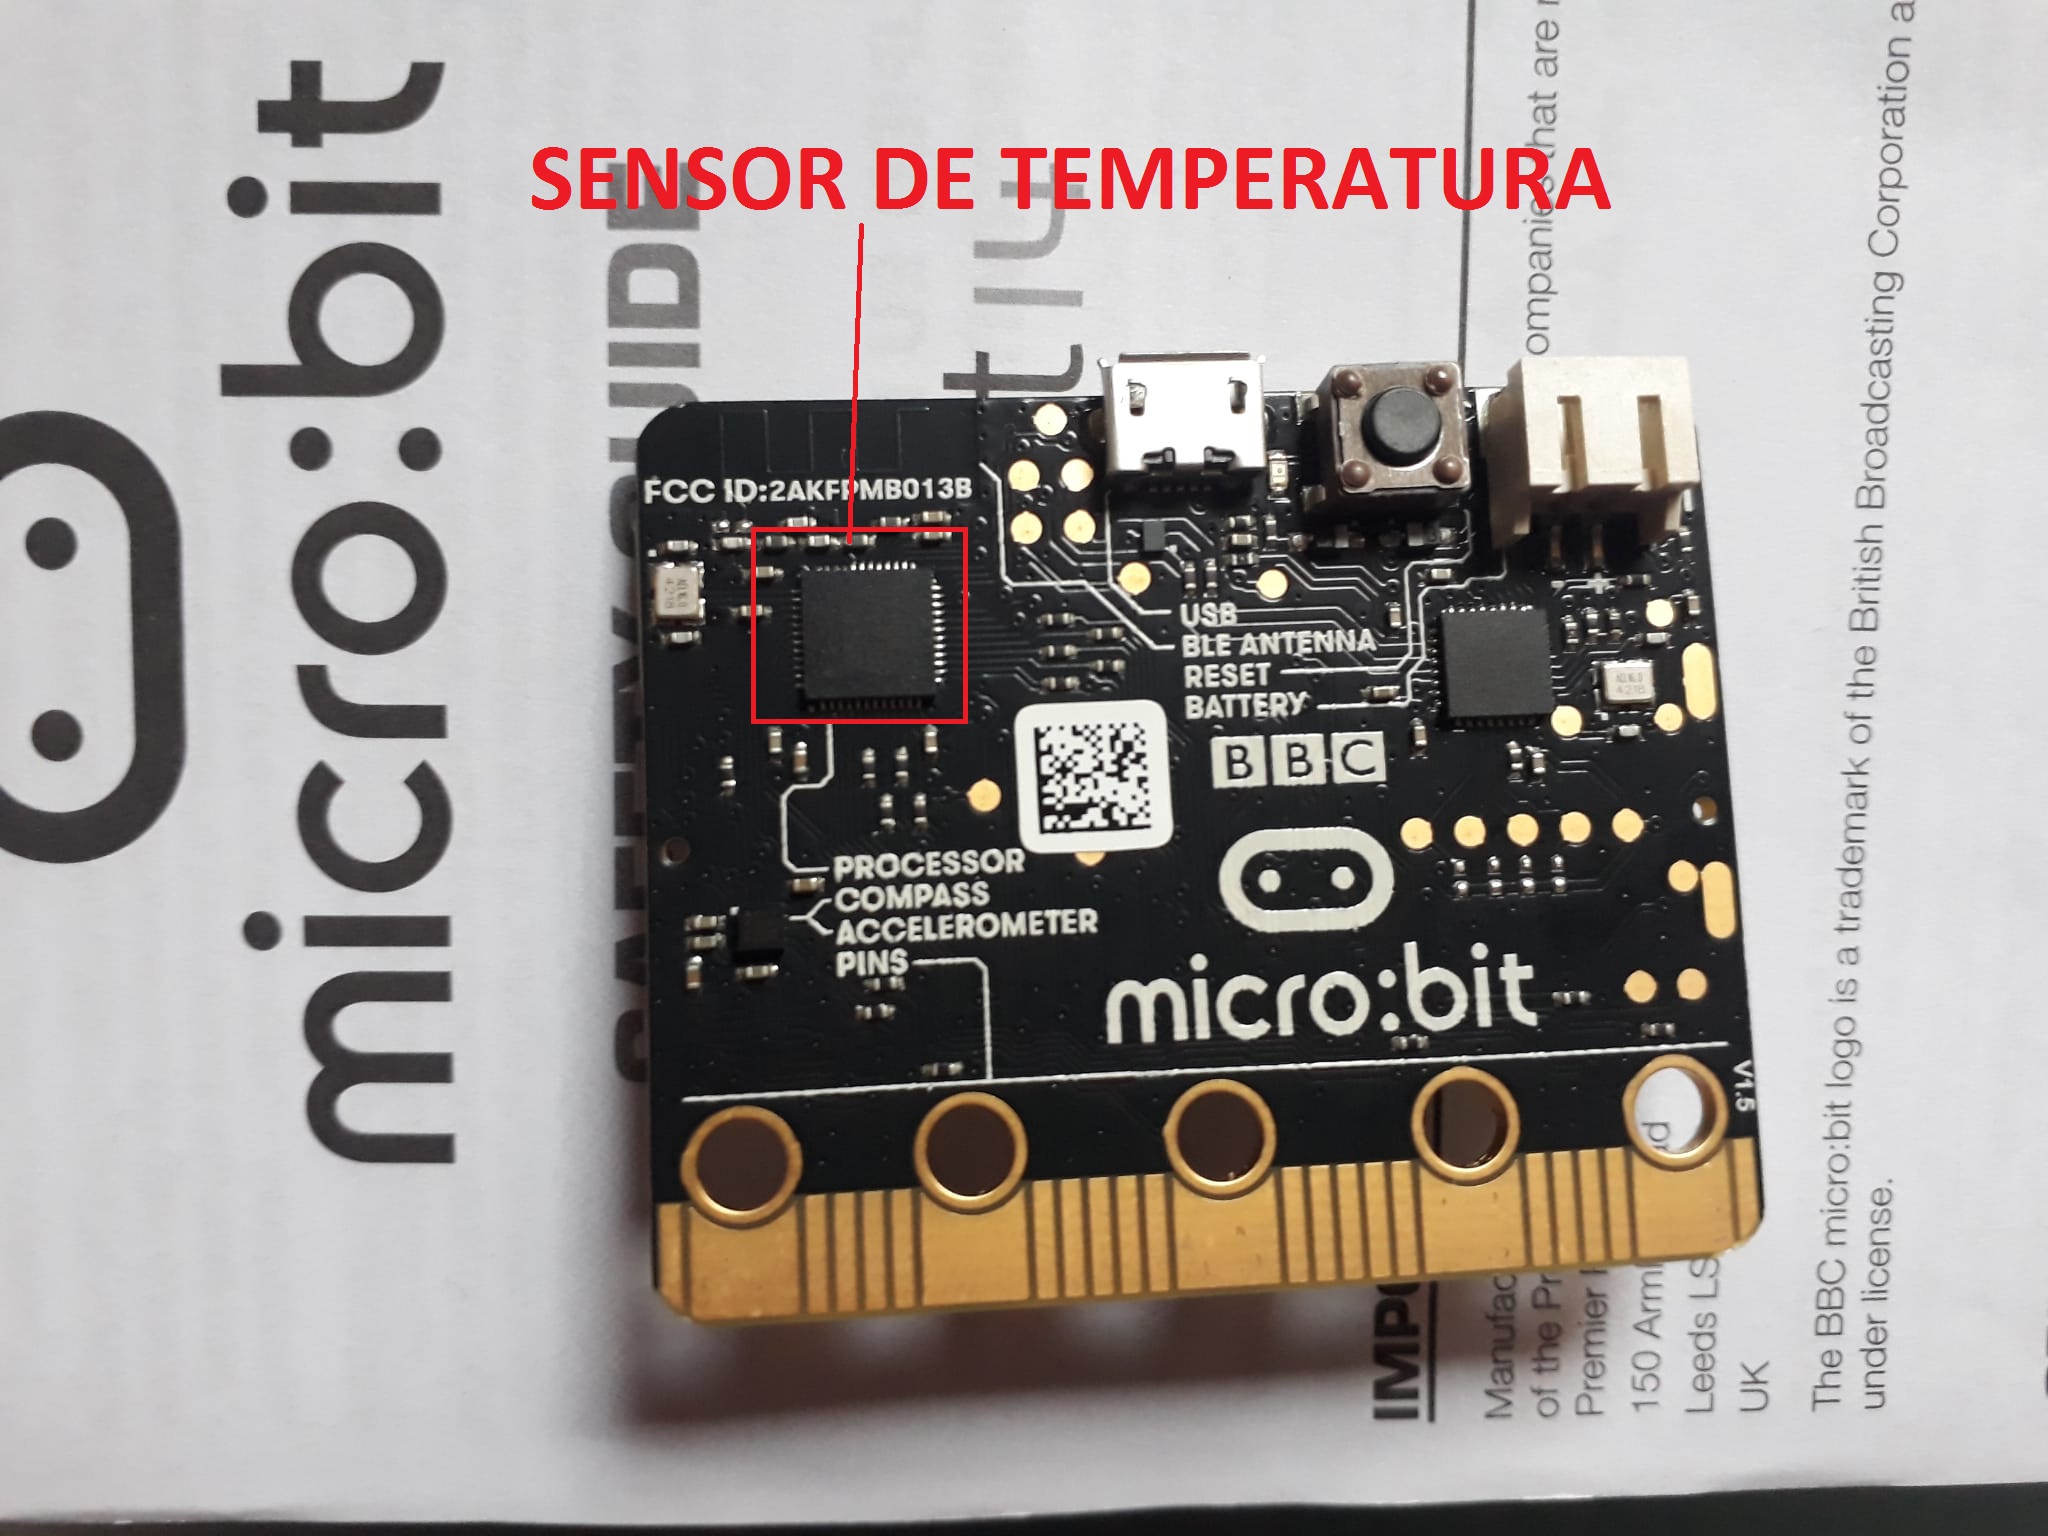 SENSOR DE TEMPERATURA
micro:bit
ompanies that are
The BBC micro:bit logo is a trademark of the British Broadcasting Corporation a
under license.
FCC ID:2AKFPMB013B
USB
BLE ANTENNA
RESET
BATTERY
BBC
PROCESSOR
COMPASS
ACCELEROMETER
PINS
micro:bit
V1.5
Manufac
of the Pr
Premier
150 Arm
Leeds LS
UK